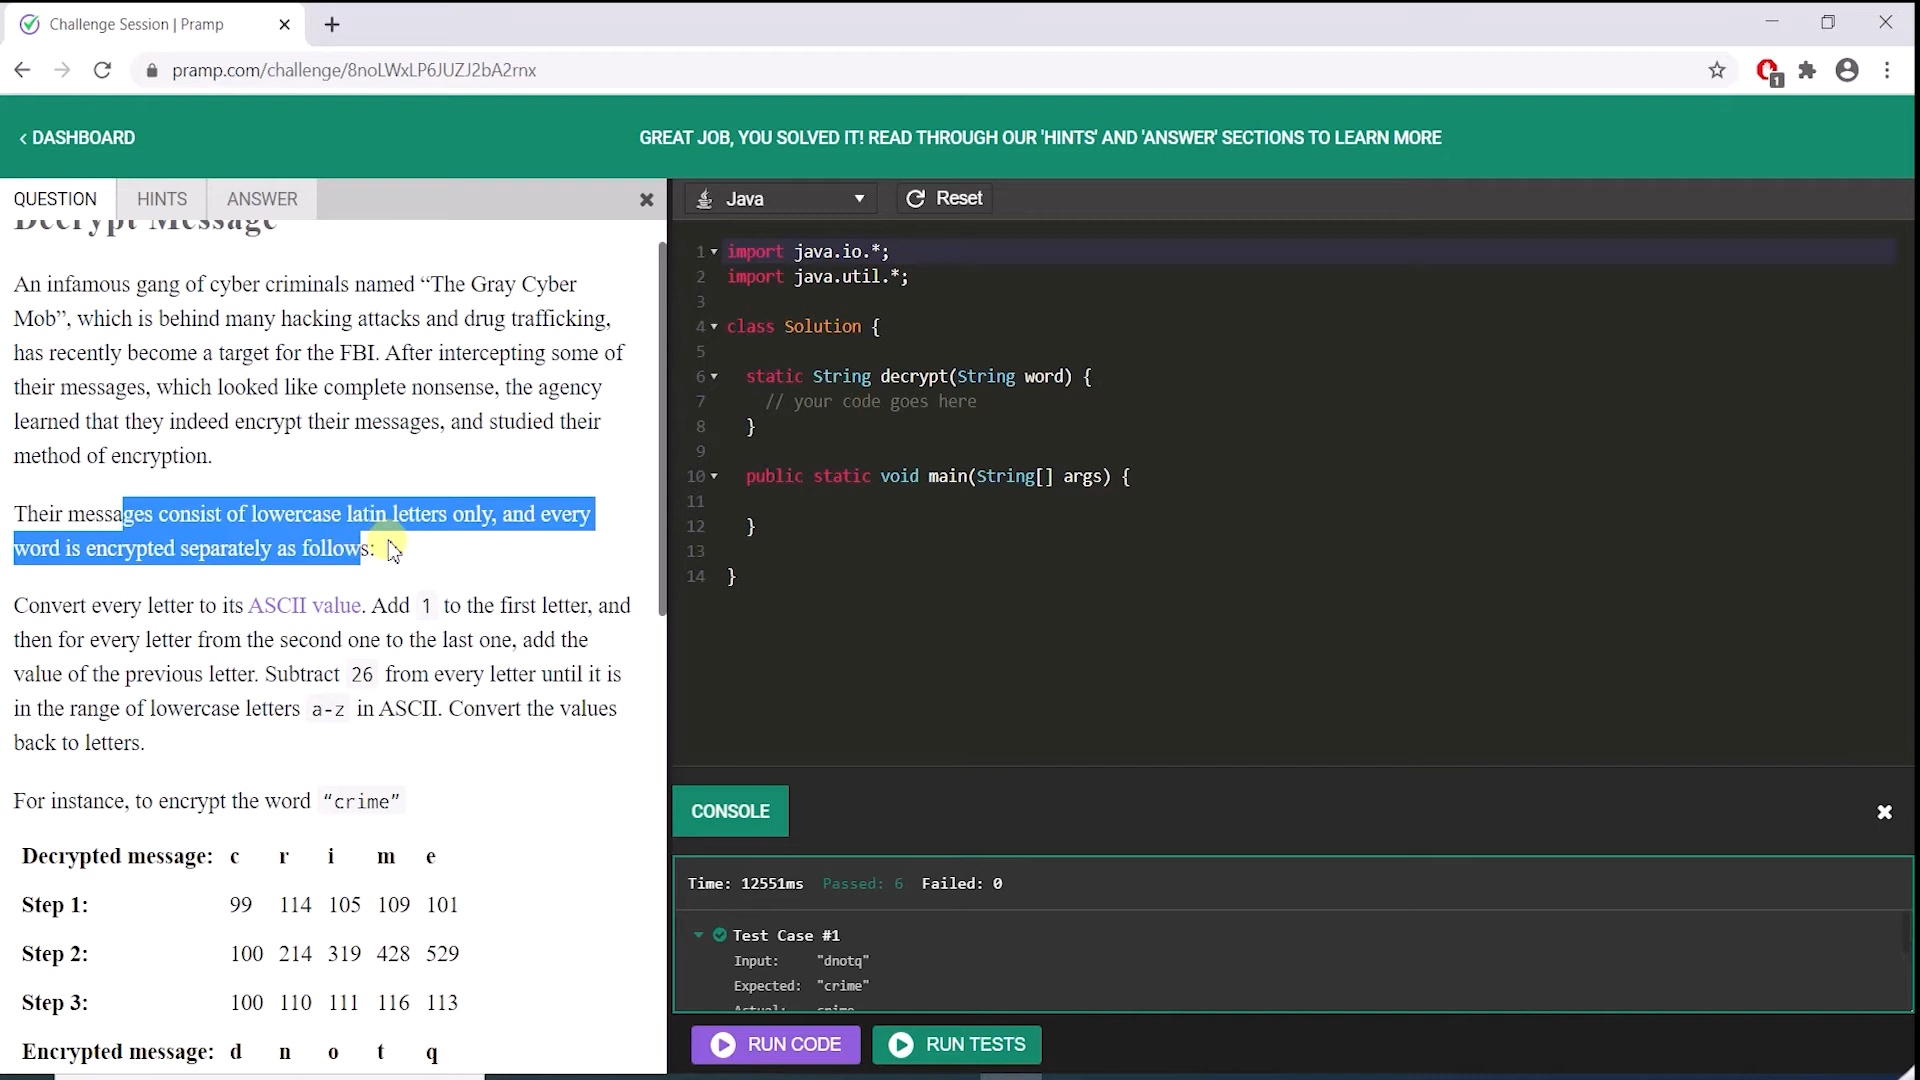 Challenge Session | Pramp
pramp.com/challenge/8noLWxLP6JUZJ2bA2rnx
1
‹ DASHBOARD
GREAT JOB, YOU SOLVED IT! READ THROUGH OUR 'HINTS' AND 'ANSWER' SECTIONS TO LEARN MORE
QUESTION HINTS ANSWER
Decrypt Message
An infamous gang of cyber criminals named “The Gray Cyber
Mob”, which is behind many hacking attacks and drug trafficking,
has recently become a target for the FBI. After intercepting some of
their messages, which looked like complete nonsense, the agency
learned that they indeed encrypt their messages, and studied their
method of encryption.
Their messages consist of lowercase latin letters only, and every
word is encrypted separately as follows:
Convert every letter to its ASCII value. Add 1 to the first letter, and
then for every letter from the second one to the last one, add the
value of the previous letter. Subtract 26 from every letter until it is
in the range of lowercase letters a-z in ASCII. Convert the values
back to letters.
For instance, to encrypt the word “crime”
Decrypted message: c r i m e
Step 1: 99 114 105 109 101
Step 2: 100 214 319 428 529
Step 3: 100 110 111 116 113
Encrypted message: d n o t q
Java Reset
1 import java.io.*;
2 import java.util.*;
3
4 class Solution {
5
6 static String decrypt(String word) {
7 // your code goes here
8 }
9
10 public static void main(String[] args) {
11
12 }
13
14 }
CONSOLE
Time: 12551ms Passed: 6 Failed: 0
Test Case #1
Input: "dnotq"
Expected: "crime"
Actual: crime
RUN CODE RUN TESTS